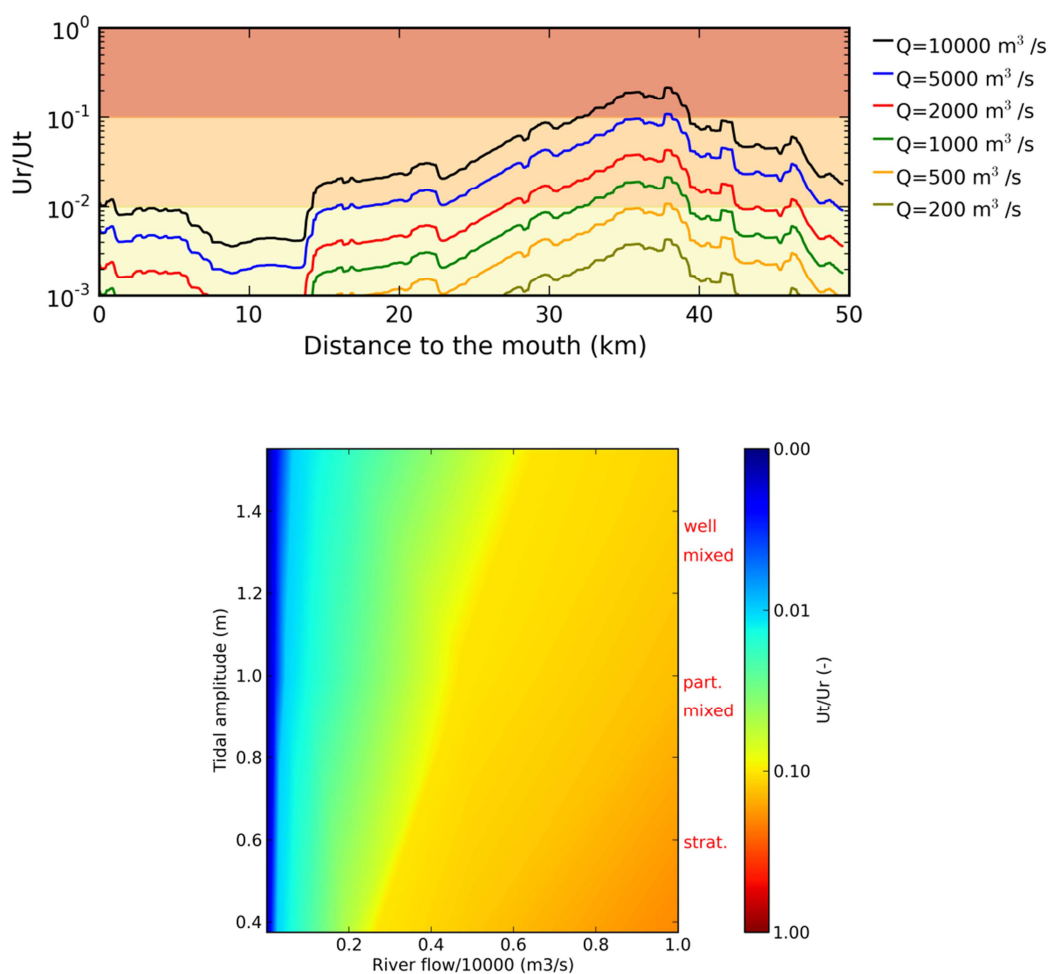 10⁰
10⁻¹
10⁻²
10⁻³
Ur/Ut
0
10
20
30
40
50
Distance to the mouth (km)
Q=10000 m³ /s
Q=5000 m³ /s
Q=2000 m³ /s
Q=1000 m³ /s
Q=500 m³ /s
Q=200 m³ /s
1.4
1.2
1.0
0.8
0.6
0.4
Tidal amplitude (m)
0.2
0.4
0.6
0.8
1.0
River flow/10000 (m3/s)
well
mixed
part.
mixed
strat.
0.00
0.01
0.10
1.00
Ut/Ur (-)